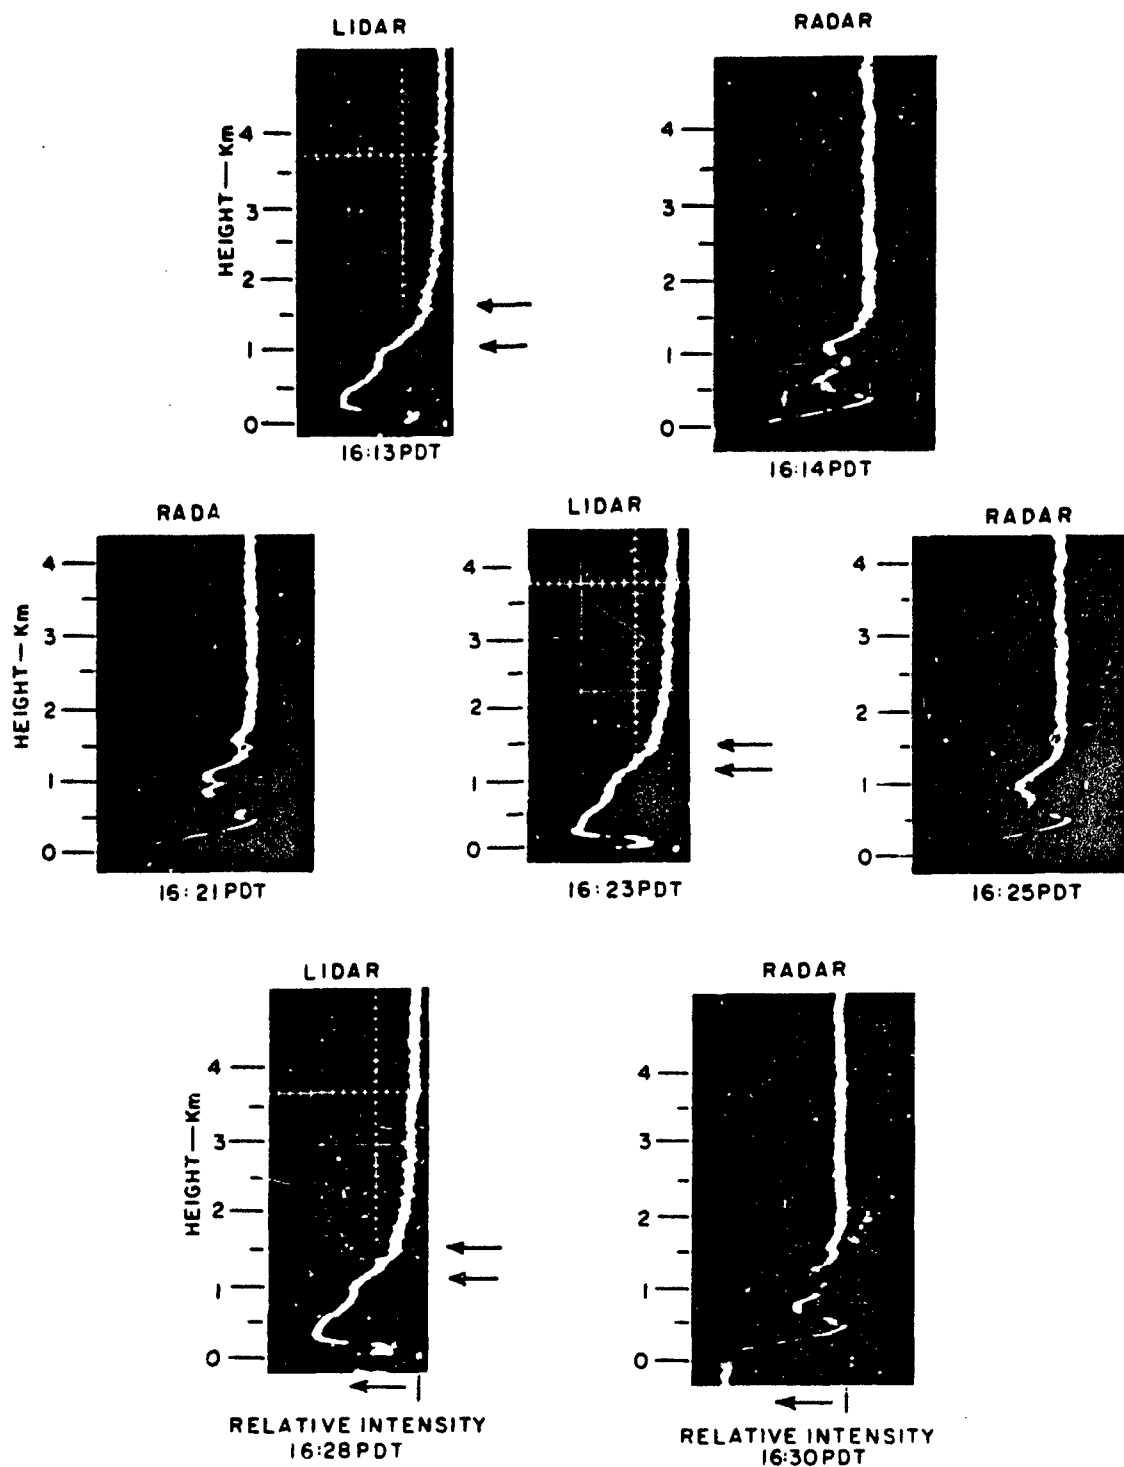 LIDAR
RADAR
HEIGHT—Km
4
3
2
1
0
4
3
2
1
0
16:13PDT
16:14PDT
RADA
LIDAR
RADAR
HEIGHT—Km
4
3
2
1
0
4
3
2
1
0
4
3
2
1
0
16:21PDT
16:23PDT
16:25PDT
LIDAR
RADAR
HEIGHT—Km
4
3
2
1
0
4
3
2
1
0
RELATIVE INTENSITY
16:28PDT
RELATIVE INTENSITY
16:30PDT